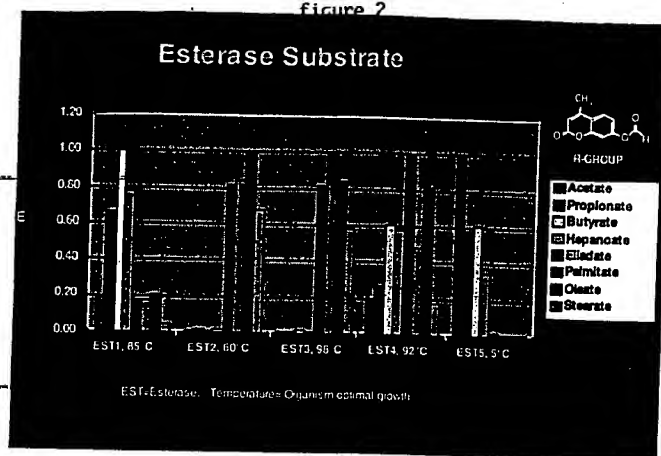 figure 2
Esterase Substrate
1.20
1.00
0.80
0.60
0.40
0.20
0.00
E
EST1, 85°C
EST2, 60°C
EST3, 96°C
EST4, 92°C
EST5, 5°C
EST=Esterase, Temperature= Organism optimal growth
CH,
O
O
O
O
H
R-GROUP
Acetate
Propionate
Butyrate
Hepanoate
Elladate
Palmitate
Oleate
Stearate